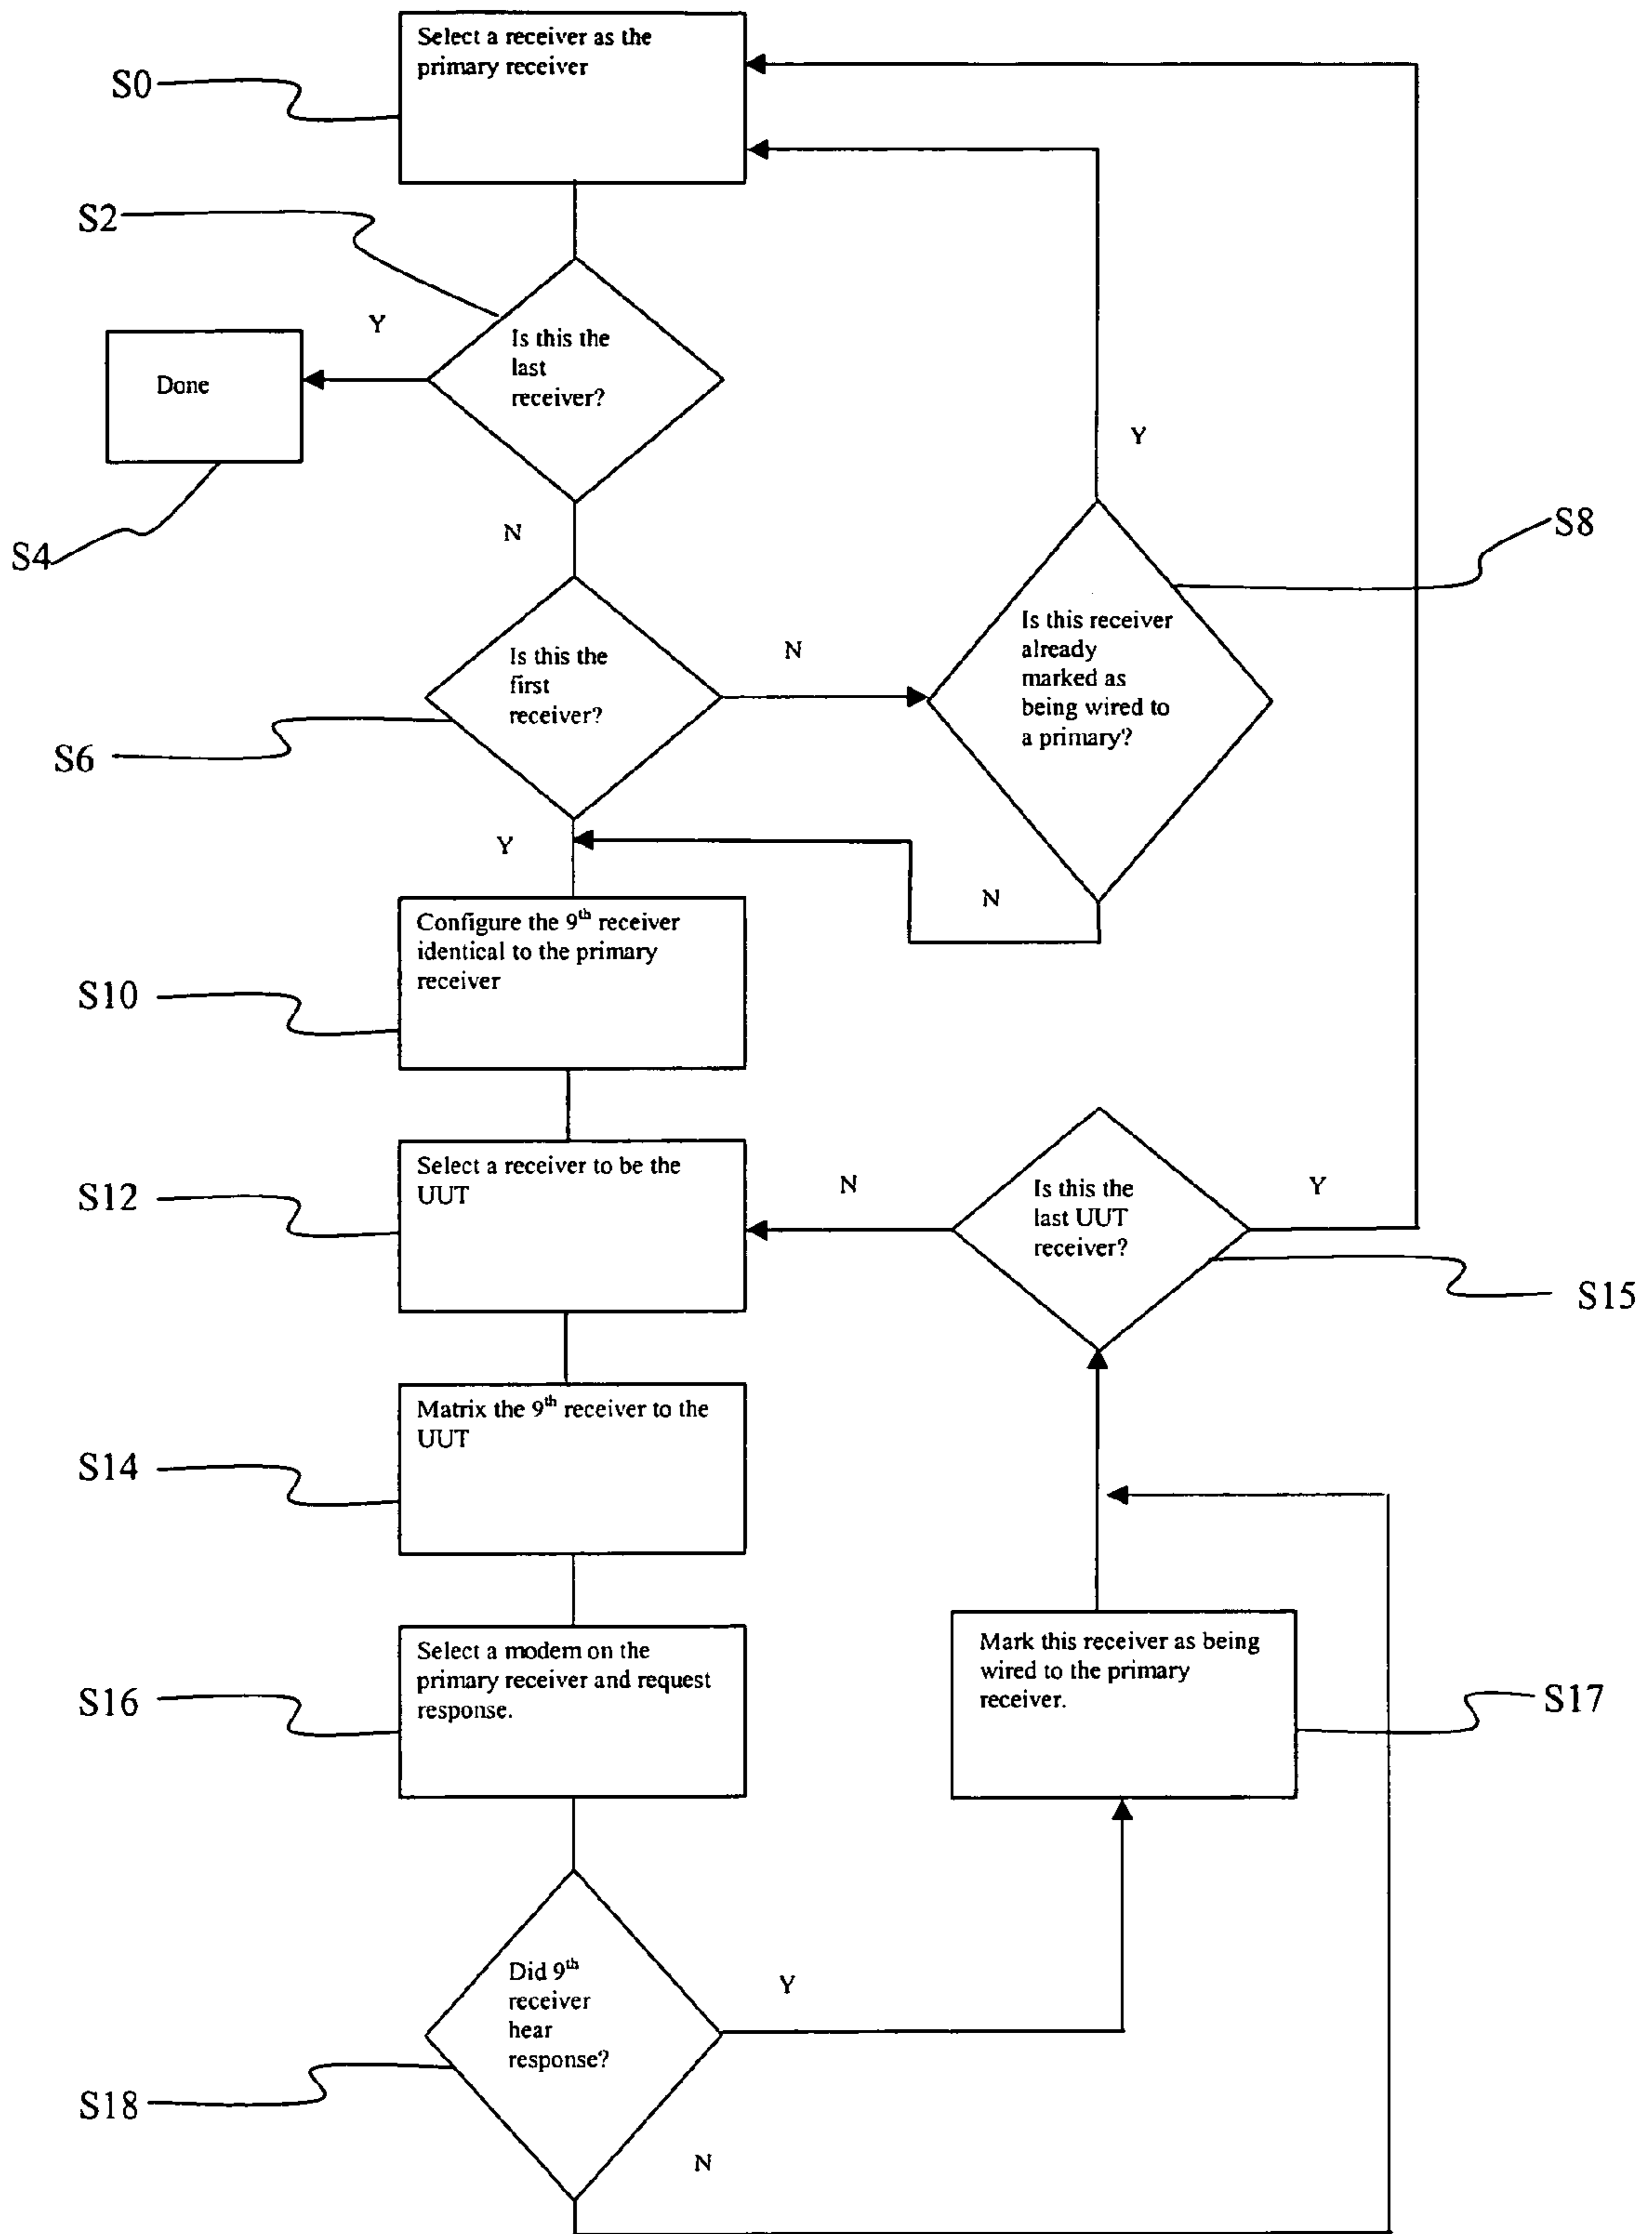 Select a receiver as the
primary receiver
S0
S2
Y
Is this the
last
receiver?
Done
Y
N
S4
S8
Is this receiver
already
marked as
being wired to
a primary?
Is this the
first
receiver?
N
S6
Y
N
Configure the 9th receiver
identical to the primary
receiver
S10
Select a receiver to be the
UUT
S12
N
Is this the
last UUT
receiver?
Y
S15
Matrix the 9th receiver to the
UUT
S14
Select a modem on the
primary receiver and request
response.
S16
Mark this receiver as being
wired to the primary
receiver.
S17
Did 9th
receiver
hear
response?
Y
S18
N